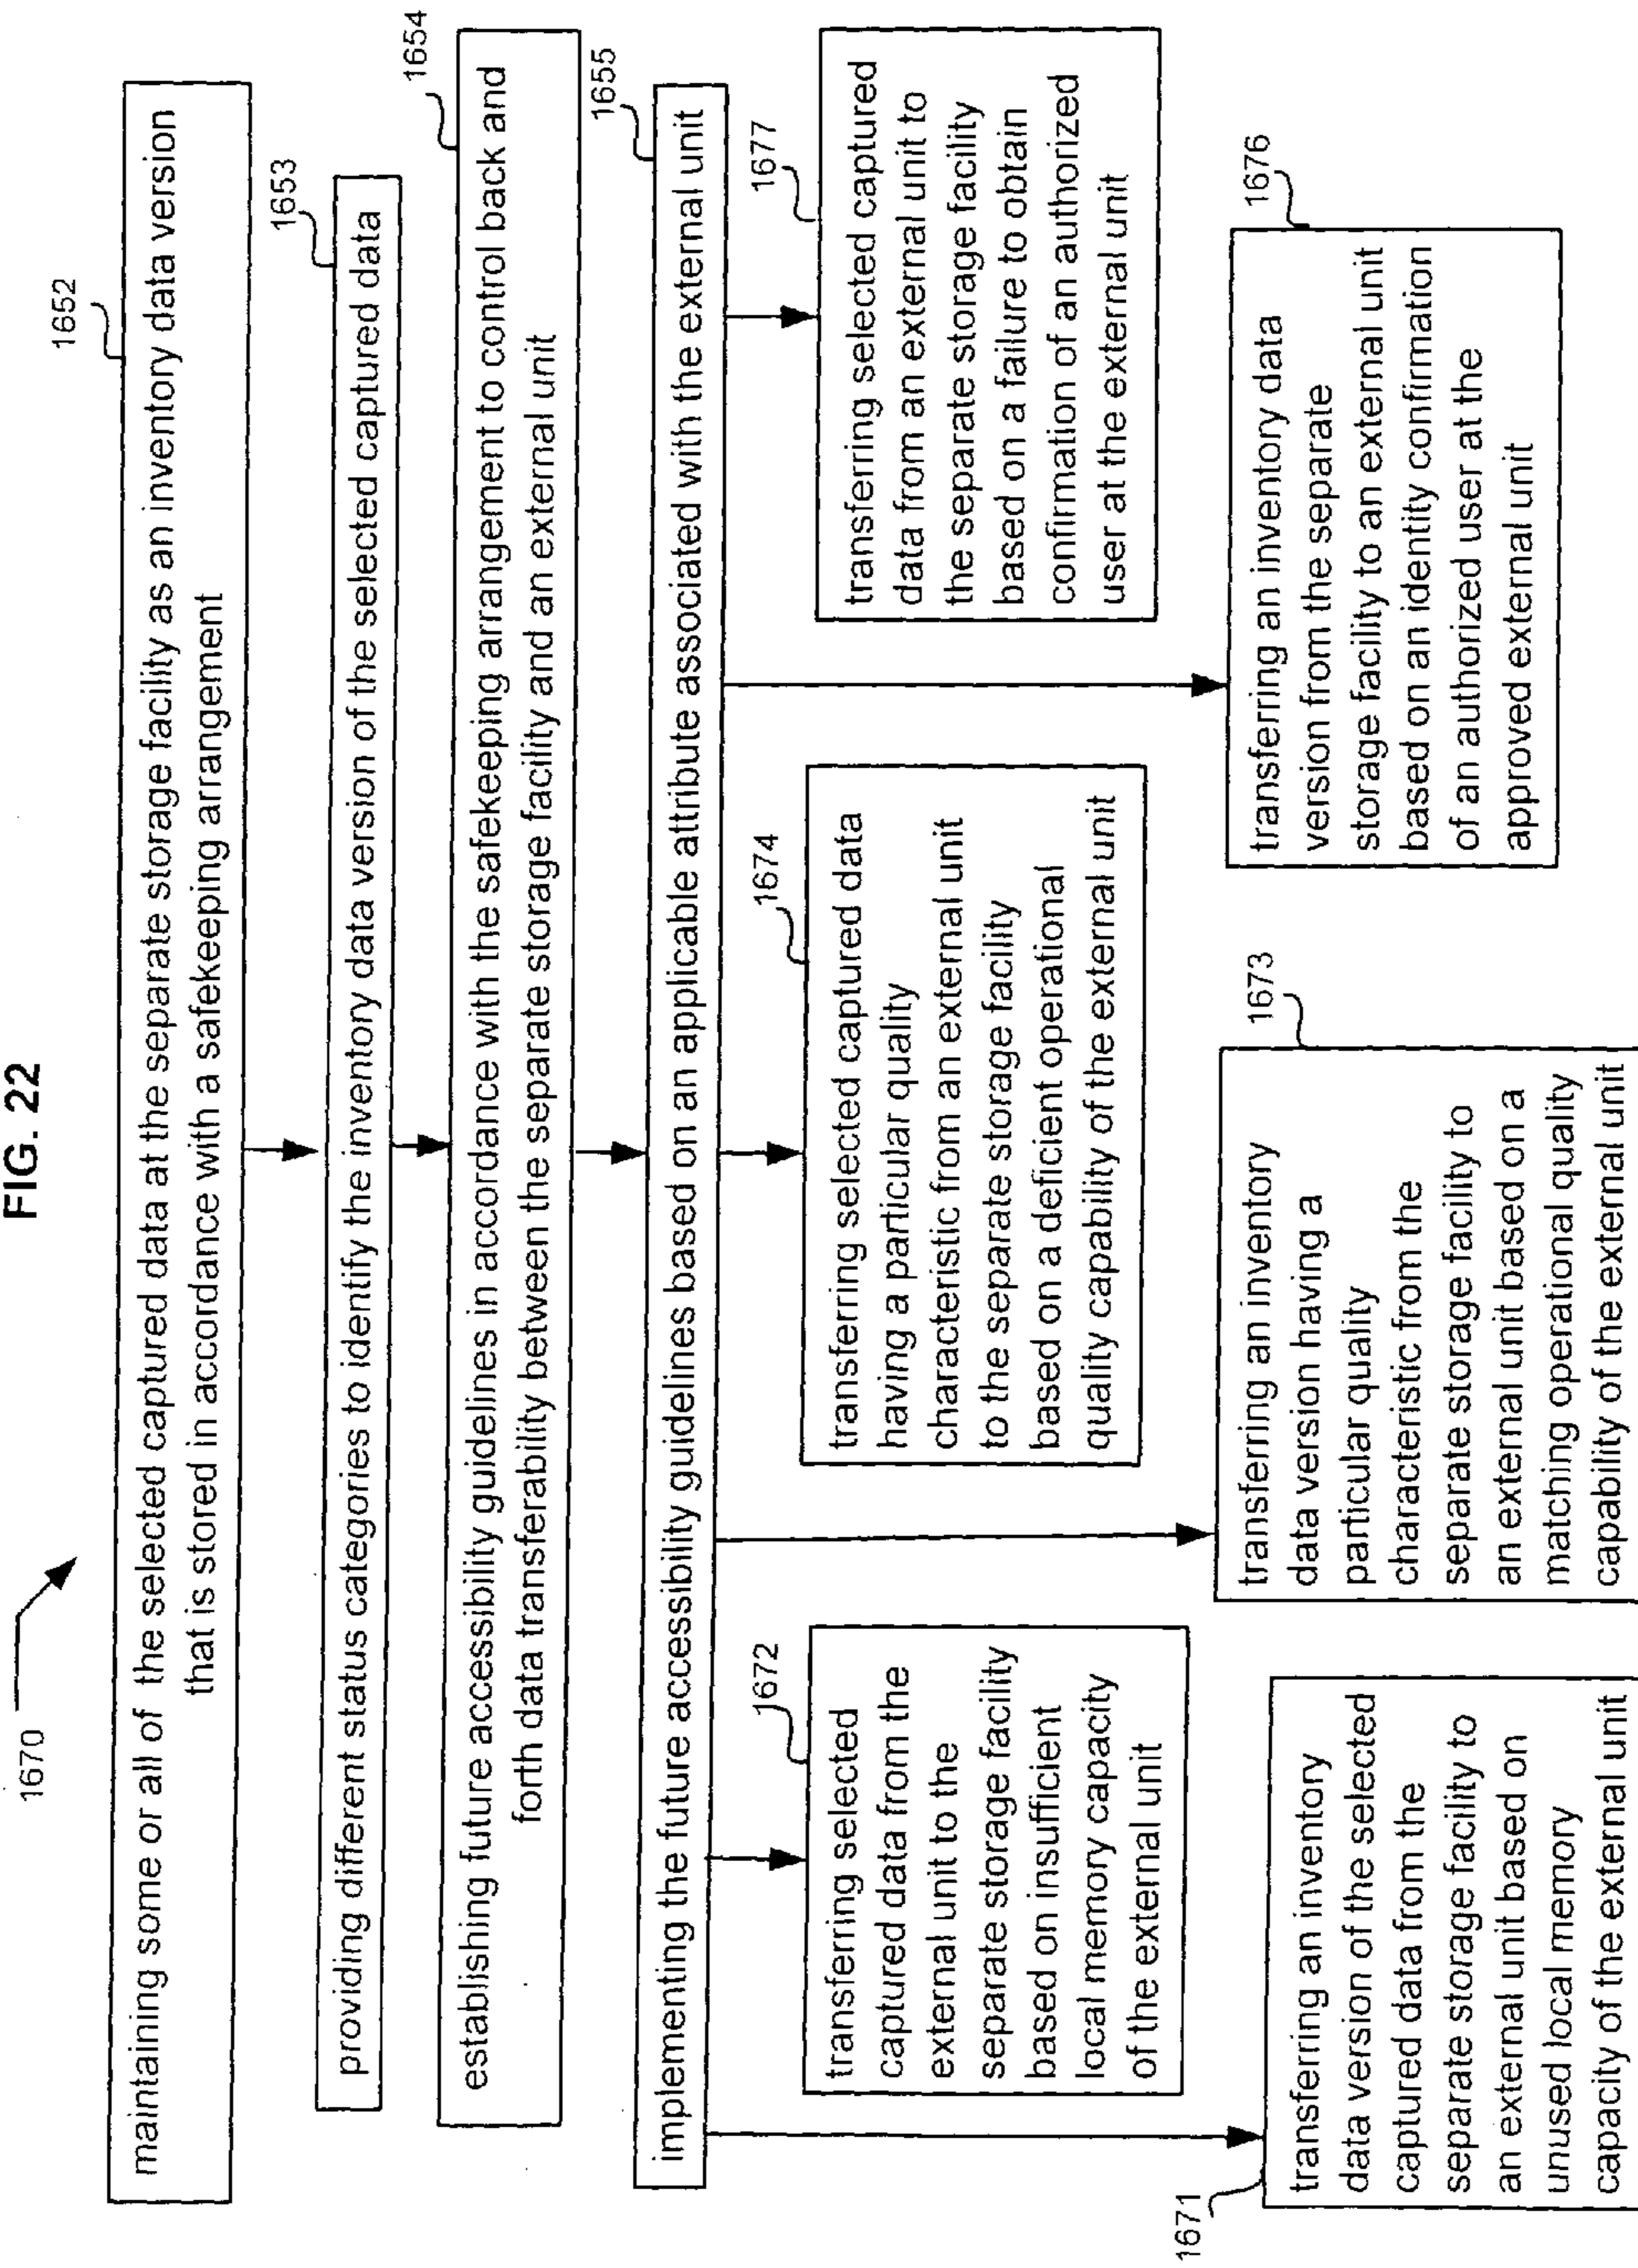 FIG. 22
1670
1652
maintaining some or all of the selected captured data at the separate storage facility as an inventory data version
that is stored in accordance with a safekeeping arrangement
1653
providing different status categories to identify the inventory data version of the selected captured data
1654
establishing future accessibility guidelines in accordance with the safekeeping arrangement to control back and
forth data transferability between the separate storage facility and an external unit
1655
implementing the future accessibility guidelines based on an applicable attribute associated with the external unit
1672
transferring selected
captured data from the
external unit to the
separate storage facility
based on insufficient
local memory capacity
of the external unit
1674
transferring selected captured data
having a particular quality
characteristic from an external unit
to the separate storage facility
based on a deficient operational
quality capability of the external unit
1677
transferring selected captured
data from an external unit to
the separate storage facility
based on a failure to obtain
confirmation of an authorized
user at the external unit
1671
transferring an inventory
data version of the selected
captured data from the
separate storage facility to
an external unit based on
unused local memory
capacity of the external unit
1673
transferring an inventory
data version having a
particular quality
characteristic from the
separate storage facility to
an external unit based on a
matching operational quality
capability of the external unit
1676
transferring an inventory data
version from the separate
storage facility to an external unit
based on an identity confirmation
of an authorized user at the
approved external unit